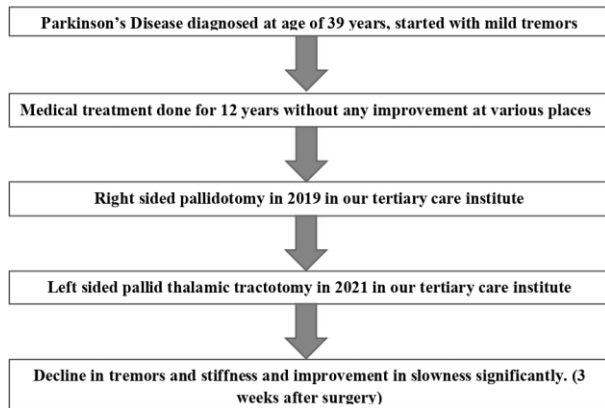 Parkinson's Disease diagnosed at age of 39 years, started with mild tremors
Medical treatment done for 12 years without any improvement at various places
Right sided pallidotomy in 2019 in our tertiary care institute
Left sided pallid thalamic tractotomy in 2021 in our tertiary care institute
Decline in tremors and stiffness and improvement in slowness significantly. (3
weeks after surgery)